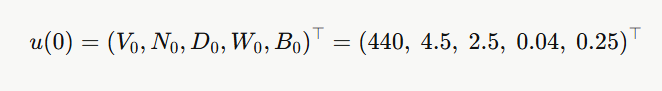 u(0) = (V₀, N₀, D₀, W₀, B₀)⊤ = (440, 4.5, 2.5, 0.04, 0.25)⊤